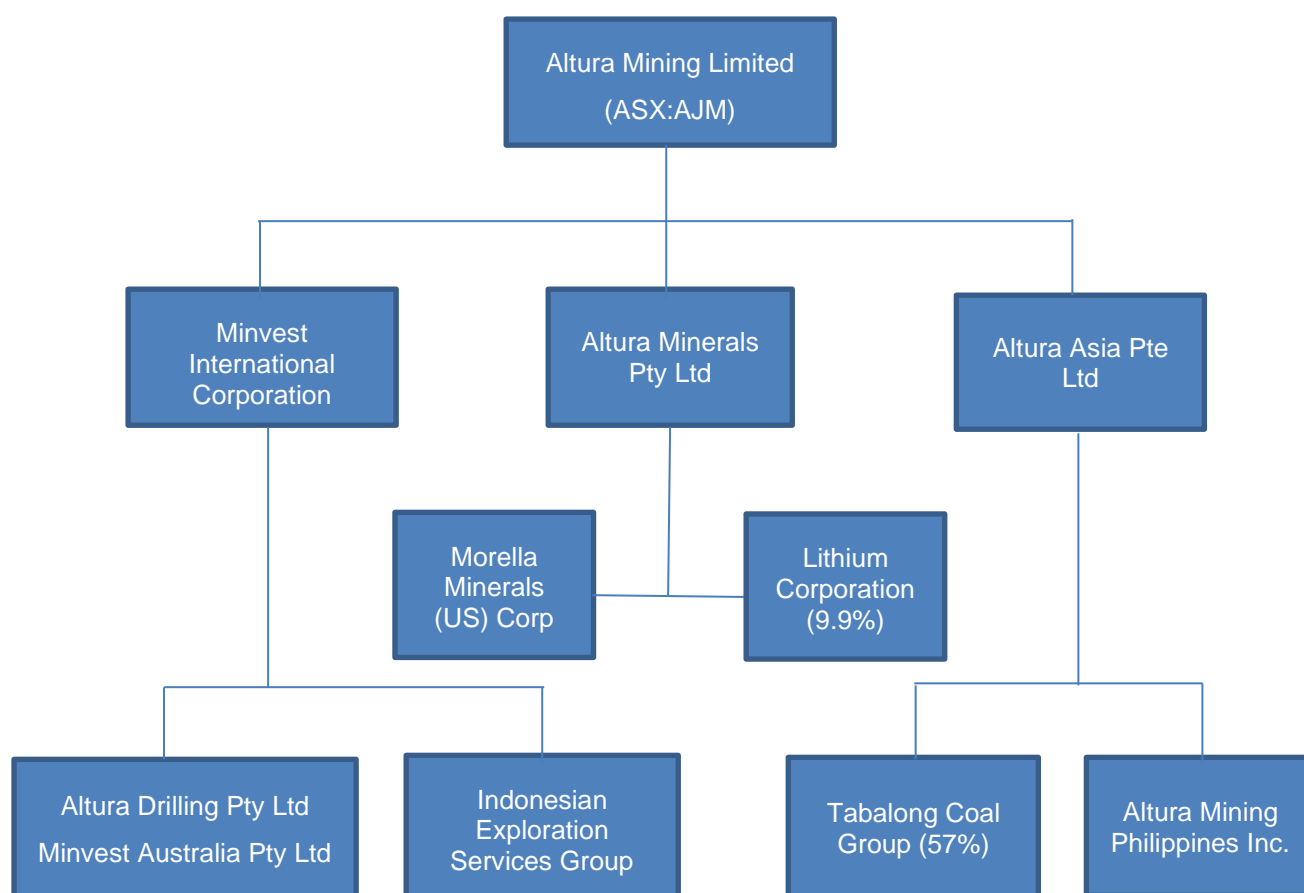 Altura Mining Limited
(ASX:AJM)
Minvest
International
Corporation
Altura Minerals
Pty Ltd
Altura Asia Pte
Ltd
Morella
Minerals
(US) Corp
Lithium
Corporation
(9.9%)
Altura Drilling Pty Ltd
Minvest Australia Pty Ltd
Indonesian
Exploration
Services Group
Tabalong Coal
Group (57%)
Altura Mining
Philippines Inc.